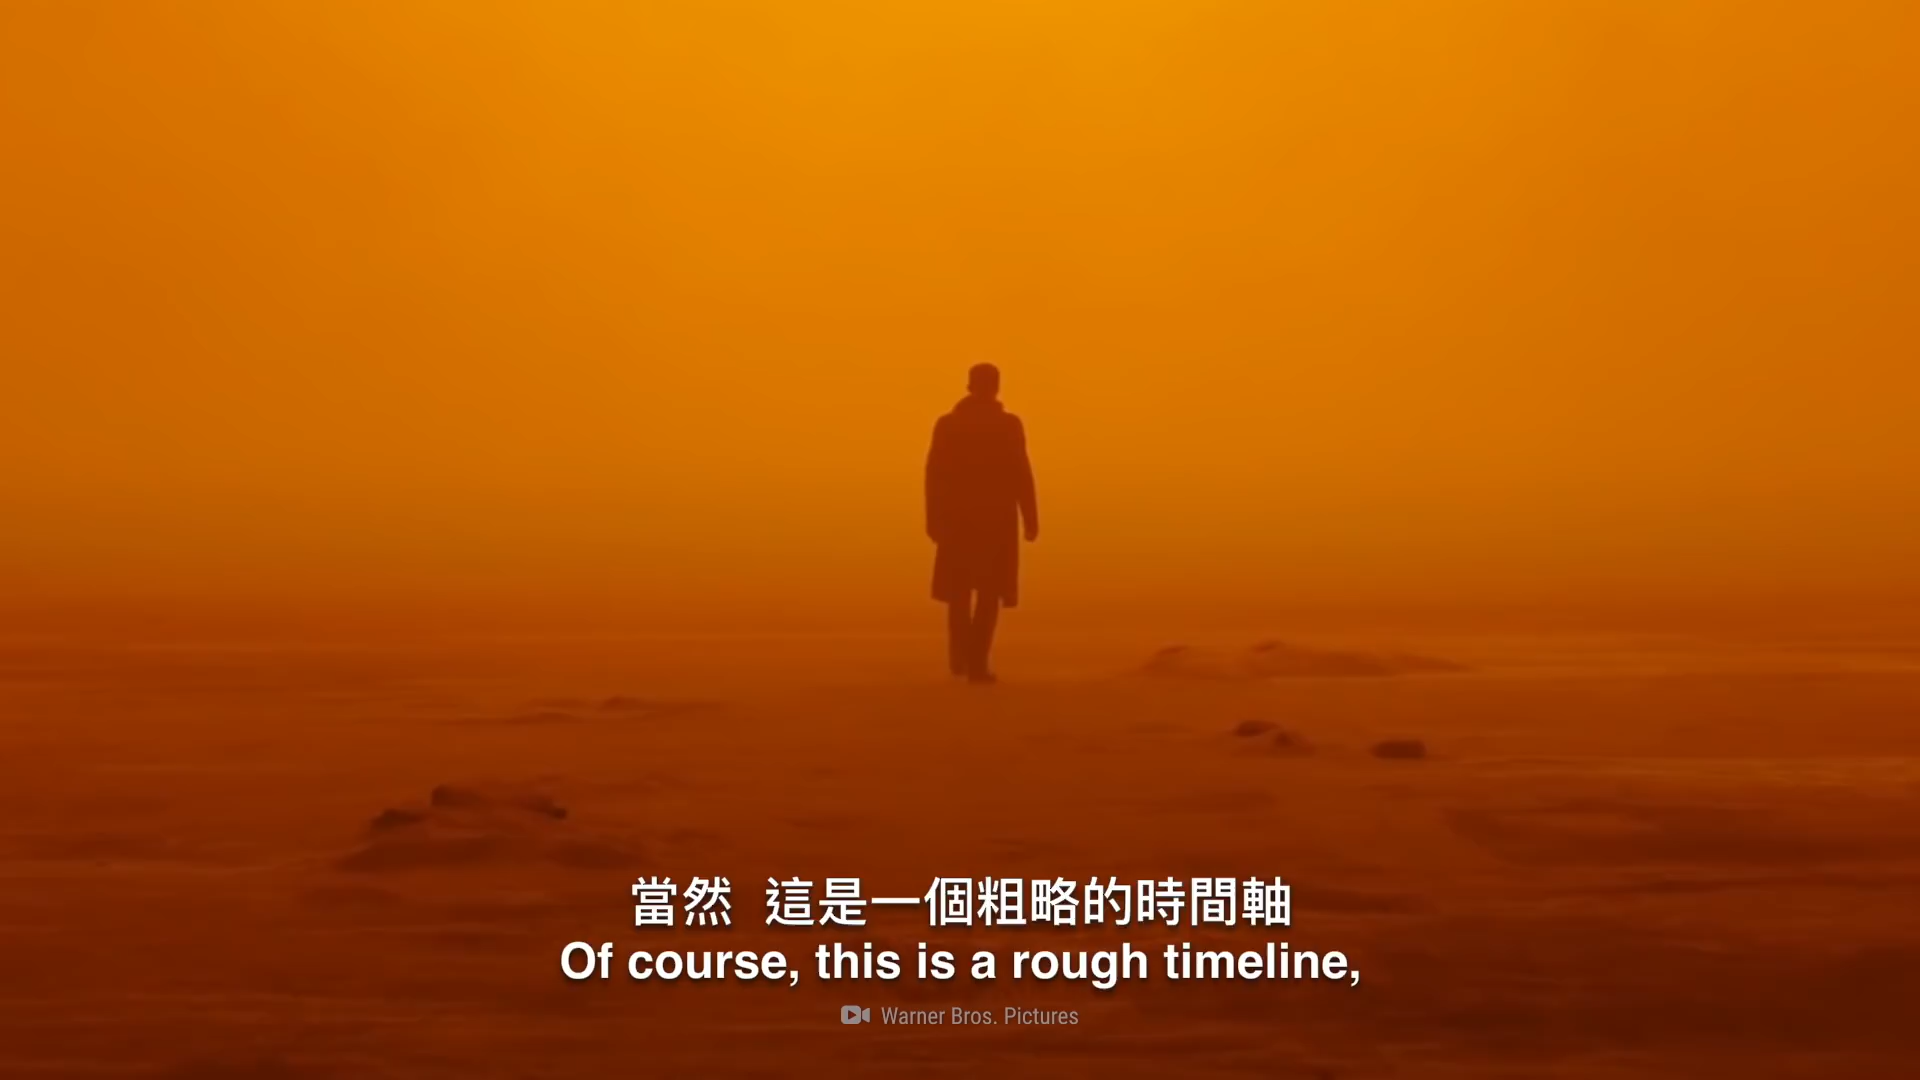 當然 這是一個粗略的時間軸
Of course, this is a rough timeline,
Warner Bros. Pictures